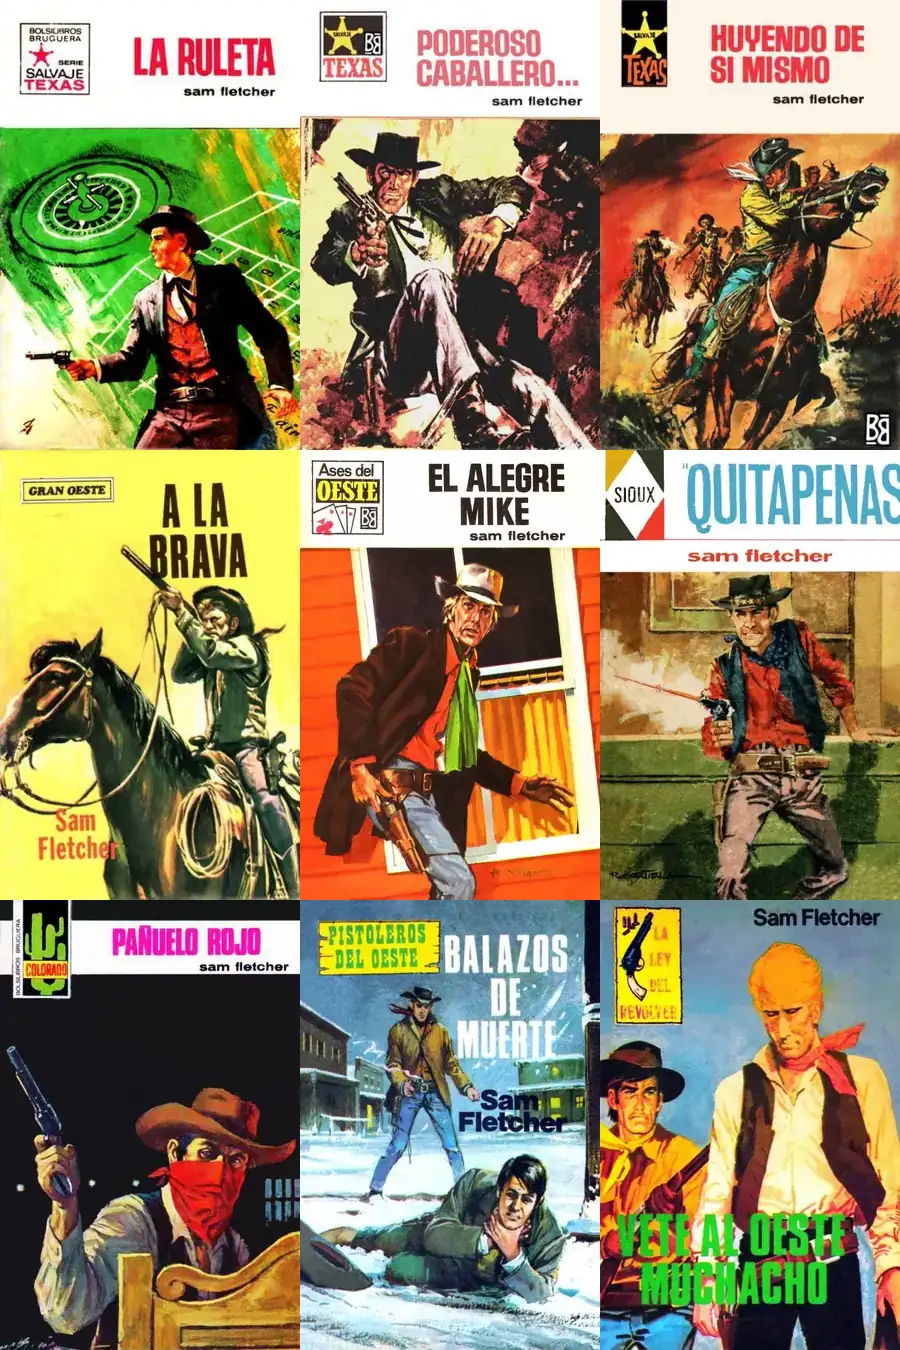 BOLSILIBROS
BRUGUERA
SERIE
SALVAJE
TEXAS
LA RULETA
sam fletcher
SALVAJE
BB
TEXAS
PODEROSO
CABALLERO...
sam fletcher
SALVAJE
TEXAS
HUYENDO DE
SI MISMO
sam fletcher
BB
GRAN OESTE
A LA
BRAVA
Sam
Fletcher
Ases del
OESTE
BB
EL ALEGRE
MIKE
sam fletcher
SIOUX
"QUITAPENAS
sam fletcher
BOLSILIBROS BRUGUERA
COLORADO
PAÑUELO ROJO
sam fletcher
PISTOLEROS
DEL OESTE
BALAZOS
DE
MUERTE
Sam
Fletcher
LA
LEY
DEL
REVOLVER
Sam Fletcher
VETE AL OESTE
MUCHACHO